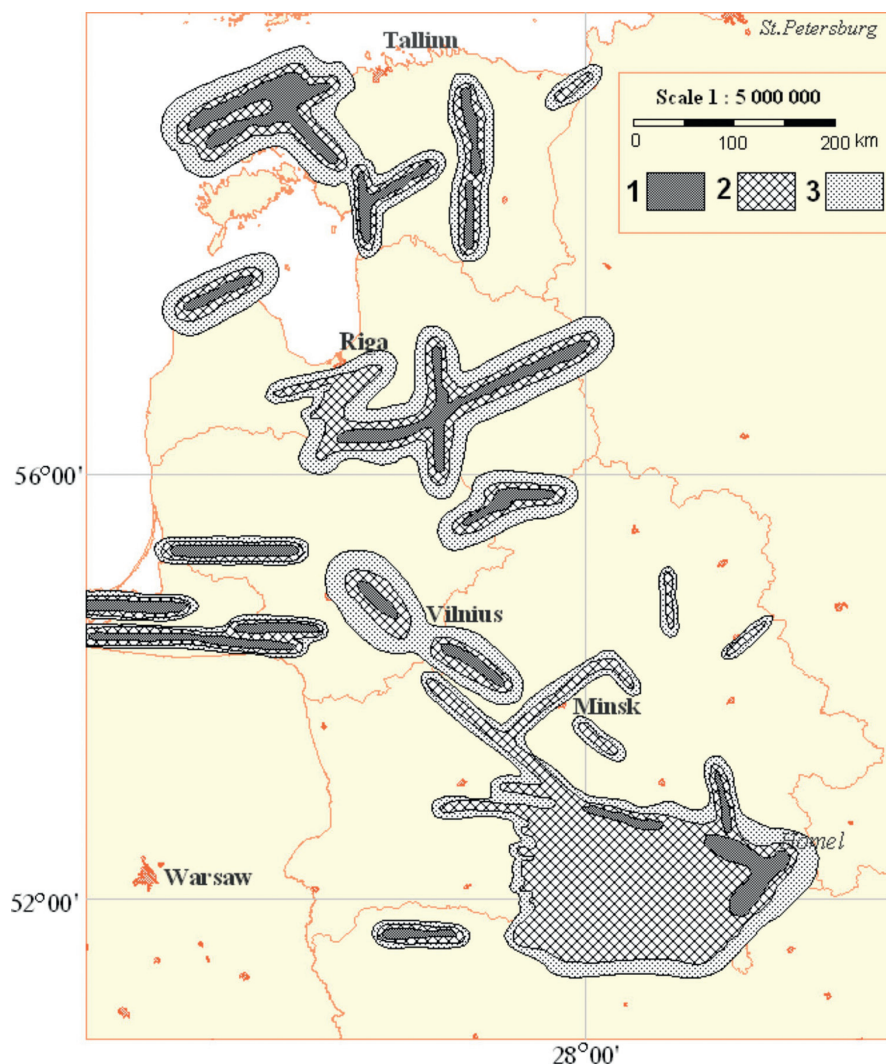 St.Petersburg
Tallinn
Scale 1 : 5 000 000
0 100 200 km
1 2 3
Riga
56°00'
Vilnius
Minsk
Homel
Warsaw
52°00'
28°00'